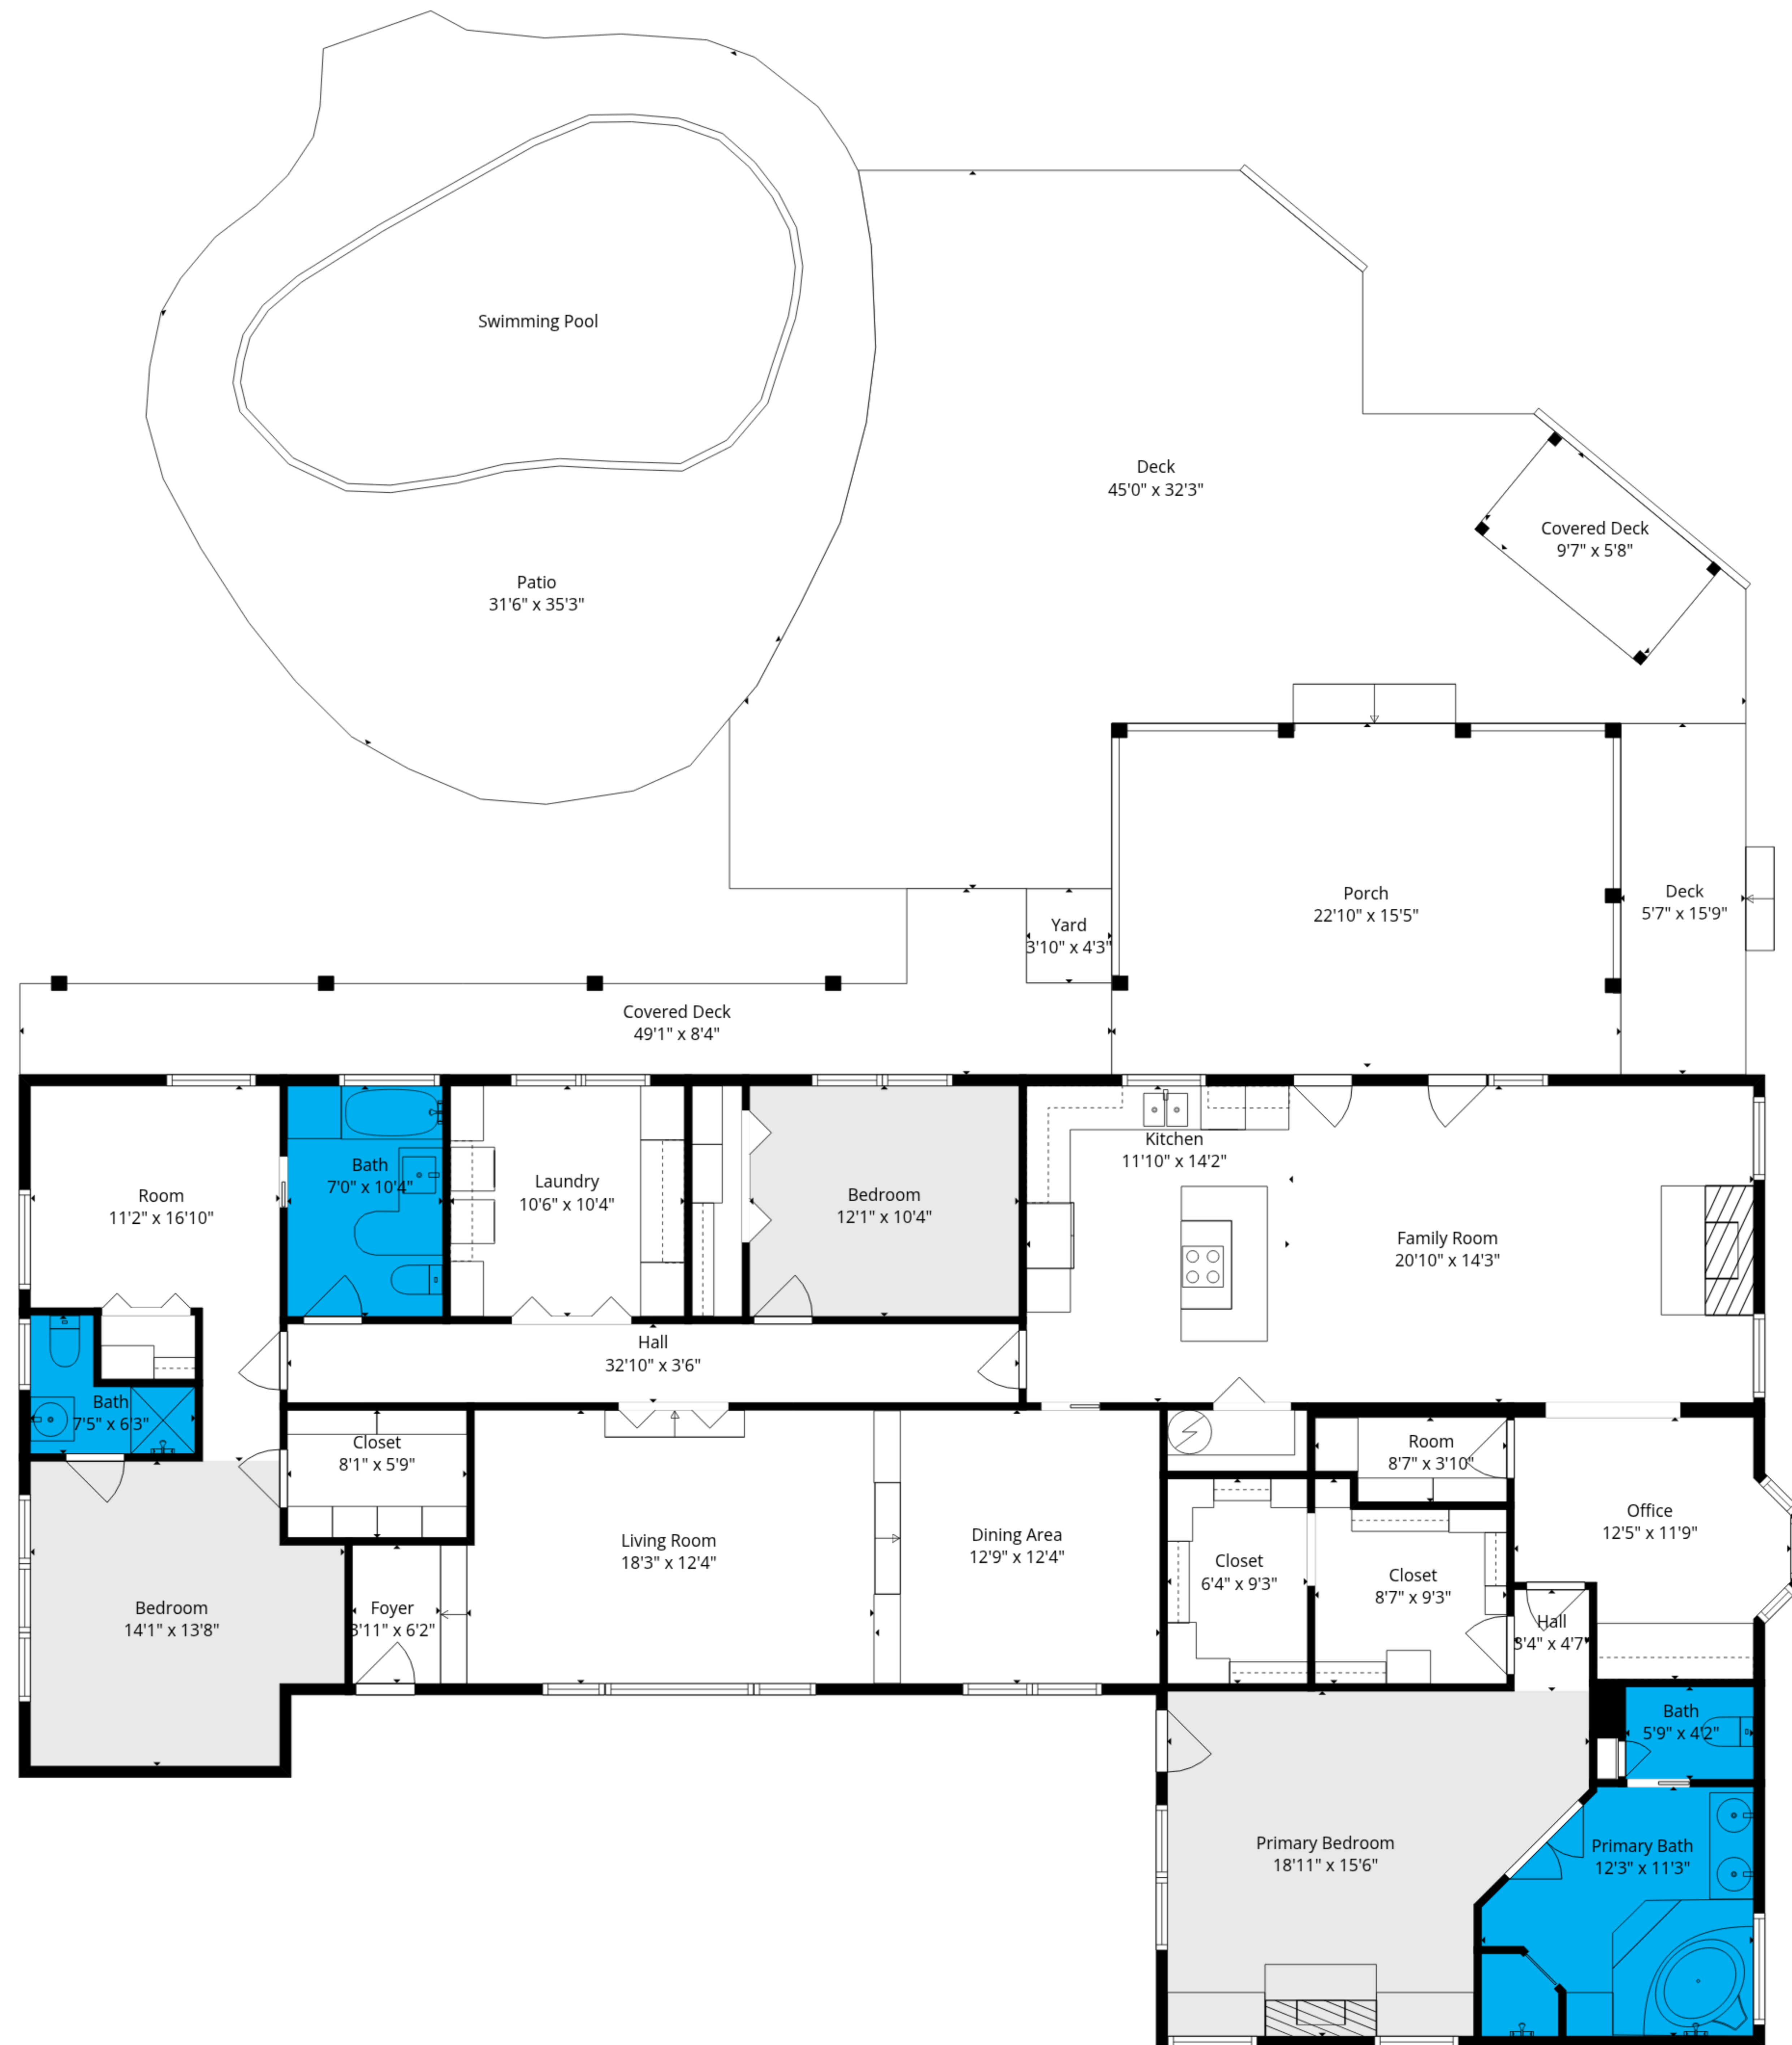 Swimming Pool
Deck
45'0" x 32'3"
Covered Deck
9'7" x 5'8"
Patio
31'6" x 35'3"
Porch
22'10" x 15'5"
Deck
5'7" x 15'9"
Yard
3'10" x 4'3"
Covered Deck
49'1" x 8'4"
Kitchen
11'10" x 14'2"
Bath
7'0" x 10'4"
Laundry
10'6" x 10'4"
Room
11'2" x 16'10"
Bedroom
12'1" x 10'4"
Family Room
20'10" x 14'3"
Hall
32'10" x 3'6"
Bath
7'5" x 6'3"
Closet
8'1" x 5'9"
Room
8'7" x 3'10"
Office
12'5" x 11'9"
Living Room
18'3" x 12'4"
Dining Area
12'9" x 12'4"
Closet
6'4" x 9'3"
Closet
8'7" x 9'3"
Bedroom
14'1" x 13'8"
Foyer
3'11" x 6'2"
Hall
3'4" x 4'7"
Bath
5'9" x 4'2"
Primary Bedroom
18'11" x 15'6"
Primary Bath
12'3" x 11'3"